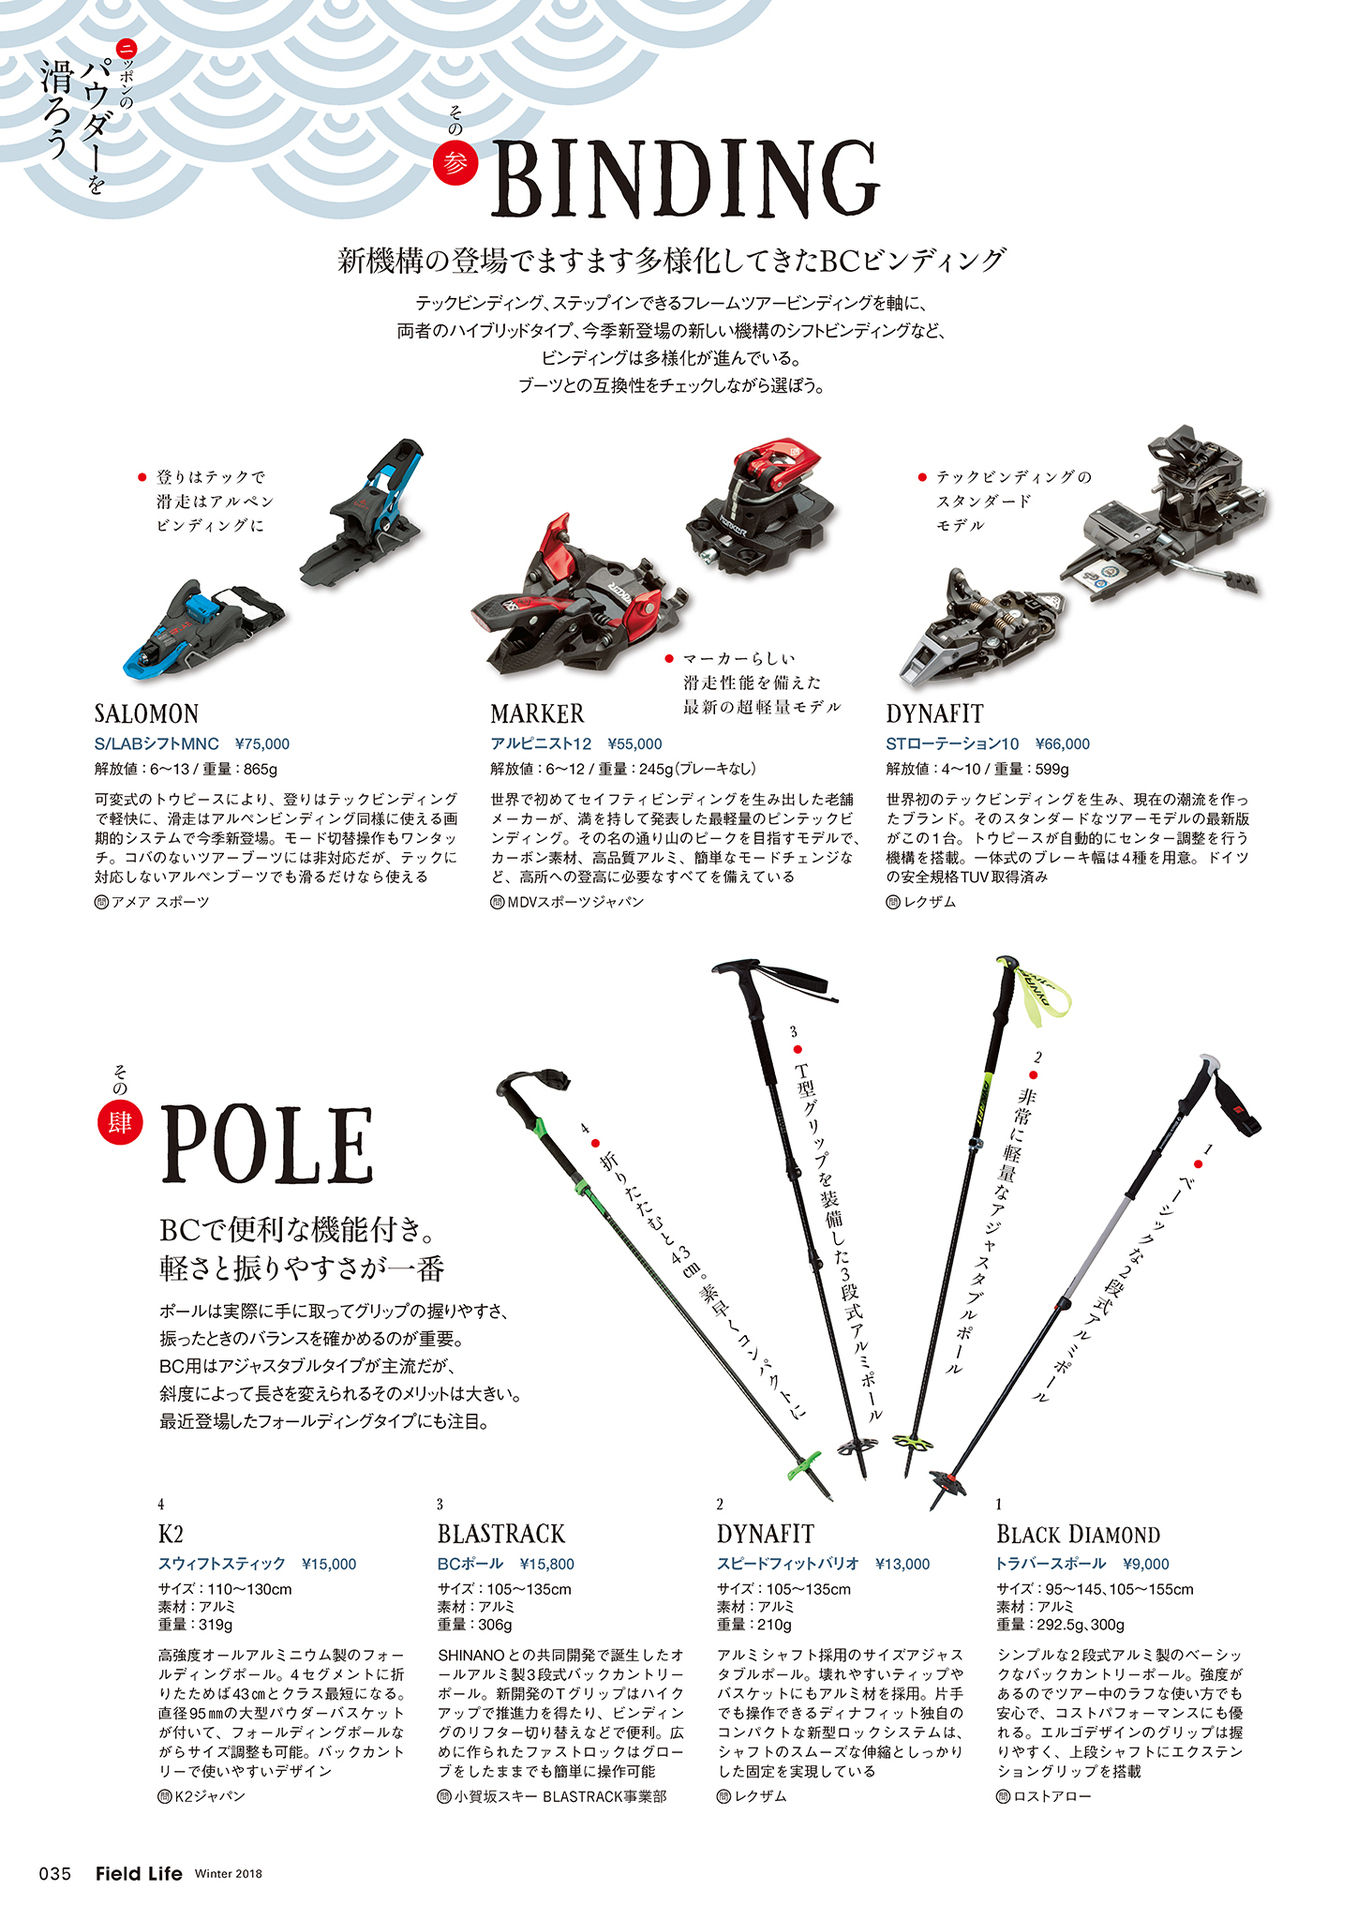 ニッポンの
パウダーを
滑ろう
その
参
BINDING
新機構の登場でますます多様化してきたBCビンディング
テックビンディング、ステップインできるフレームツアービンディングを軸に、
両者のハイブリッドタイプ、今季新登場の新しい機構のシフトビンディングなど、
ビンディングは多様化が進んでいる。
ブーツとの互換性をチェックしながら選ぼう。
登りはテックで
滑走はアルペン
ビンディングに
SALOMON
S/LABシフトMNC ¥75,000
解放値：6〜13 / 重量：865g
可変式のトウピースにより、登りはテックビンディング
で軽快に、滑走はアルペンビンディング同様に使える画
期的システムで今季新登場。モード切替操作もワンタッ
チ。コバのないツアーブーツには非対応だが、テックに
対応しないアルペンブーツでも滑るだけなら使える
問アメア スポーツ
マーカーらしい
滑走性能を備えた
最新の超軽量モデル
MARKER
アルピニスト12 ¥55,000
解放値：6〜12 / 重量：245g（ブレーキなし）
世界で初めてセイフティビンディングを生み出した老舗
メーカーが、満を持して発表した最軽量のピンテックビ
ンディング。その名の通り山のピークを目指すモデルで、
カーボン素材、高品質アルミ、簡単なモードチェンジな
ど、高所への登高に必要なすべてを備えている
問MDVスポーツジャパン
テックビンディングの
スタンダード
モデル
DYNAFIT
STローテーション10 ¥66,000
解放値：4〜10 / 重量：599g
世界初のテックビンディングを生み、現在の潮流を作っ
たブランド。そのスタンダードなツアーモデルの最新版
がこの1台。トウピースが自動的にセンター調整を行う
機構を搭載。一体式のブレーキ幅は4種を用意。ドイツ
の安全規格TUV取得済み
問レクザム
その
肆
POLE
BCで便利な機能付き。
軽さと振りやすさが一番
ポールは実際に手に取ってグリップの握りやすさ、
振ったときのバランスを確かめるのが重要。
BC用はアジャスタブルタイプが主流だが、
斜度によって長さを変えられるそのメリットは大きい。
最近登場したフォールディングタイプにも注目。
4
折りたたむと43㎝。素早くコンパクトに
3
T型グリップを装備した3段式アルミポール
2
非常に軽量なアジャスタブルポール
1
ベーシックな2段式アルミポール
4
K2
スウィフトスティック ¥15,000
サイズ：110〜130cm
素材：アルミ
重量：319g
高強度オールアルミニウム製のフォー
ルディングポール。4セグメントに折
りたためば43㎝とクラス最短になる。
直径95㎜の大型パウダーバスケット
が付いて、フォールディングポールな
がらサイズ調整も可能。バックカント
リーで使いやすいデザイン
問K2ジャパン
3
BLASTRACK
BCポール ¥15,800
サイズ：105〜135cm
素材：アルミ
重量：306g
SHINANOとの共同開発で誕生したオ
ールアルミ製3段式バックカントリー
ポール。新開発のTグリップはハイク
アップで推進力を得たり、ビンディン
グのリフター切り替えなどで便利。広
めに作られたファストロックはグロー
ブをしたままでも簡単に操作可能
問小賀坂スキー BLASTRACK事業部
2
DYNAFIT
スピードフィットバリオ ¥13,000
サイズ：105〜135cm
素材：アルミ
重量：210g
アルミシャフト採用のサイズアジャス
タブルポール。壊れやすいティップや
バスケットにもアルミ材を採用。片手
でも操作できるディナフィット独自の
コンパクトな新型ロックシステムは、
シャフトのスムーズな伸縮としっかり
した固定を実現している
問レクザム
1
BLACK DIAMOND
トラバースポール ¥9,000
サイズ：95〜145、105〜155cm
素材：アルミ
重量：292.5g、300g
シンプルな2段式アルミ製のベーシッ
クなバックカントリーポール。強度が
あるのでツアー中のラフな使い方でも
安心で、コストパフォーマンスにも優
れる。エルゴデザインのグリップは握
りやすく、上段シャフトにエクステン
ショングリップを搭載
問ロストアロー
035 Field Life Winter 2018